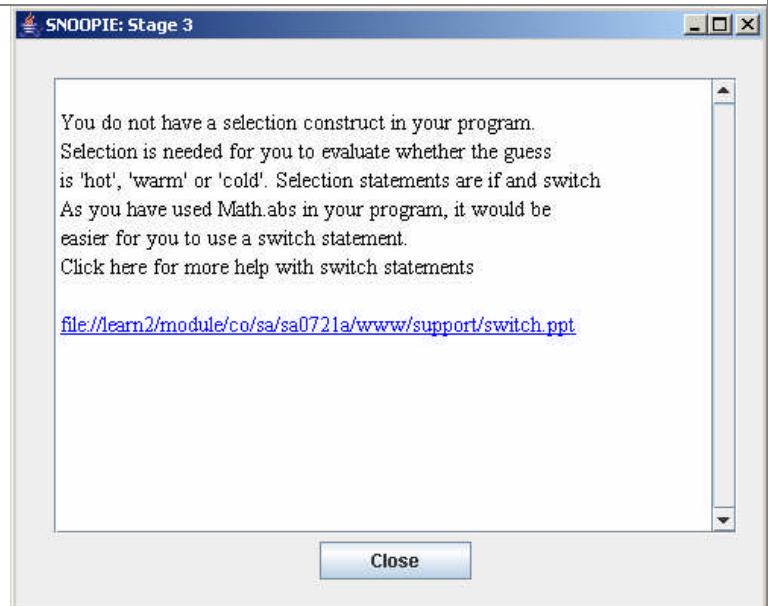 SNOOPIE: Stage 3
You do not have a selection construct in your program.
Selection is needed for you to evaluate whether the guess
is 'hot', 'warm' or 'cold'. Selection statements are if and switch
As you have used Math.abs in your program, it would be
easier for you to use a switch statement.
Click here for more help with switch statements
file://learn2/module/co/sa/sa0721a/www/support/switch.ppt
Close